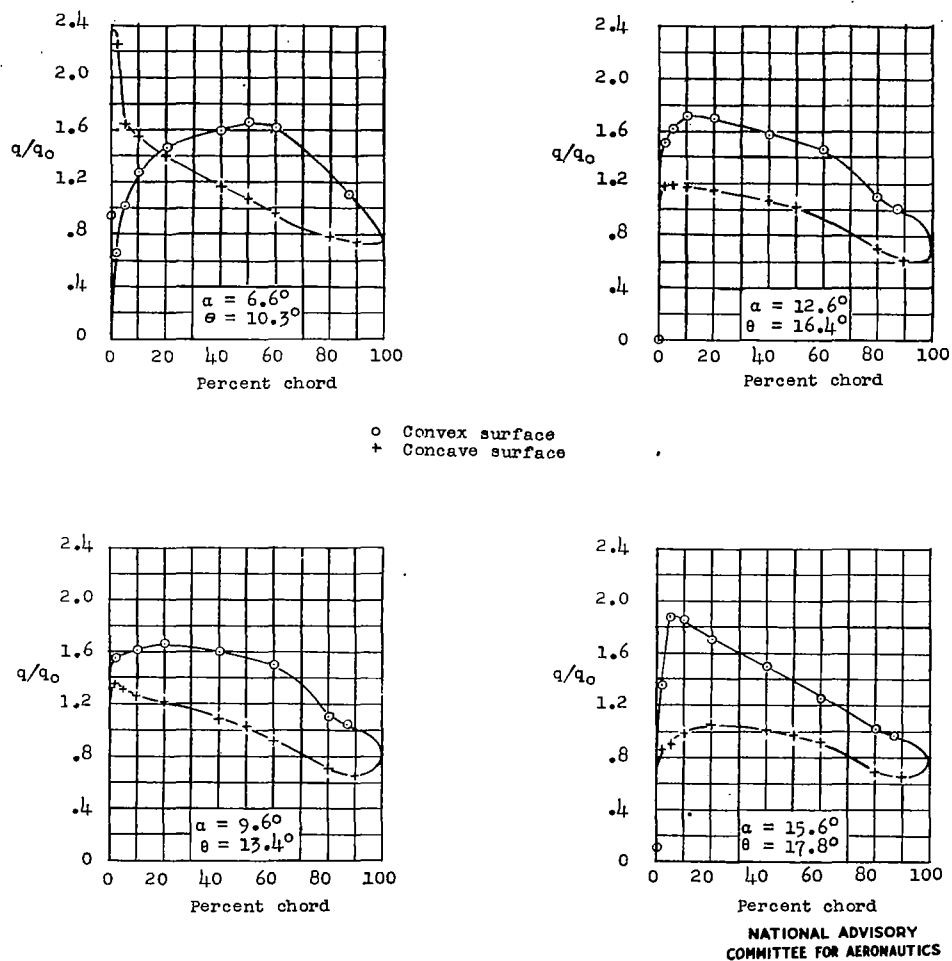 2.4
2.0
1.6
q/qo
1.2
.8
.4
0
α = 6.6°
θ = 10.3°
0 20 40 60 80 100
Percent chord
2.4
2.0
1.6
q/qo
1.2
.8
.4
0
α = 12.6°
θ = 16.4°
0 20 40 60 80 100
Percent chord
o Convex surface
+ Concave surface
2.4
2.0
1.6
q/qo
1.2
.8
.4
0
α = 9.6°
θ = 13.4°
0 20 40 60 80 100
Percent chord
2.4
2.0
1.6
q/qo
1.2
.8
.4
0
α = 15.6°
θ = 17.8°
0 20 40 60 80 100
Percent chord
NATIONAL ADVISORY
COMMITTEE FOR AERONAUTICS